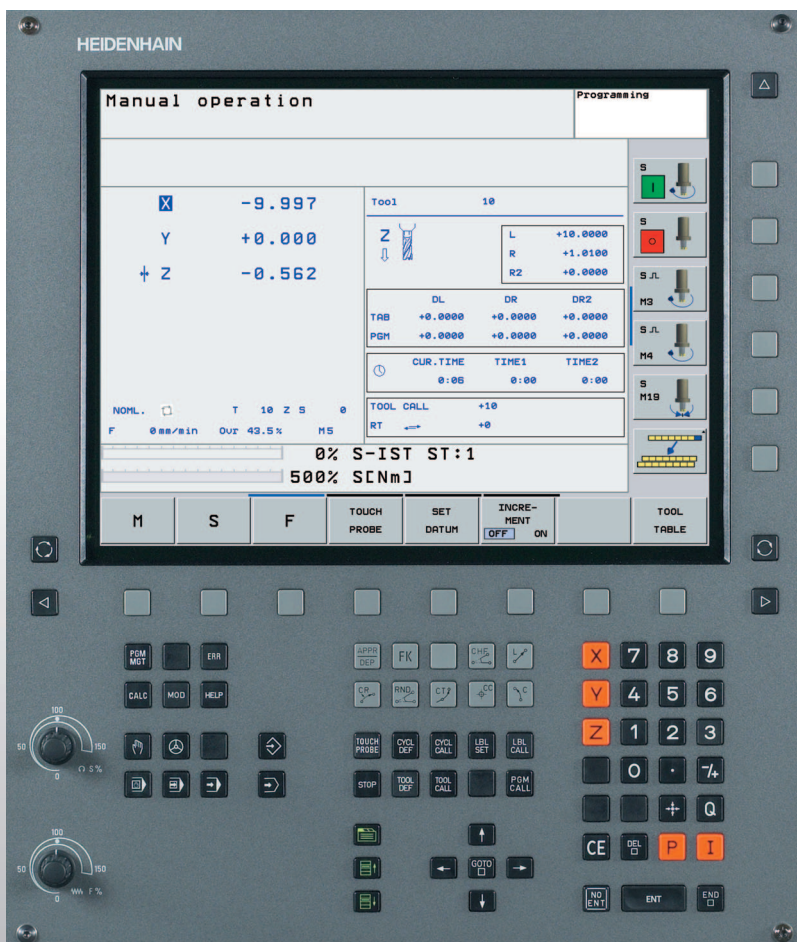 HEIDENHAIN
Manual operation
Programming
X -9.997
Y +0.000
Z -0.562
Tool 10
Z
L +10.0000
R +1.0100
R2 +0.0000
DL DR DR2
TAB +0.0000 +0.0000 +0.0000
PGM +0.0000 +0.0000 +0.0000
CUR.TIME TIME1 TIME2
0:06 0:00 0:00
TOOL CALL +10
RT +0
NOML. T 10 Z S 0
F 0mm/min Ovr 43.5% M5
0% S-IST ST:1
500% S[Nm]
S
I
S
O
S
M3
S
M4
S
M19
M
S
F
TOUCH
PROBE
SET
DATUM
INCRE-
MENT
OFF ON
TOOL
TABLE
PGM
MGT
ERR
CALC MOD HELP
APPR
DEP
FK
CHF
L
CR
RND
CT
CC
C
TOUCH
PROBE
CYCL
DEF
CYCL
CALL
LBL
SET
LBL
CALL
STOP
TOOL
DEF
TOOL
CALL
PGM
CALL
GOTO
X 7 8 9
Y 4 5 6
Z 1 2 3
0 . -/+
Q
CE
DEL
P I
NO
ENT
ENT
END
100
50 150
0 S %
100
50 150
0 F %